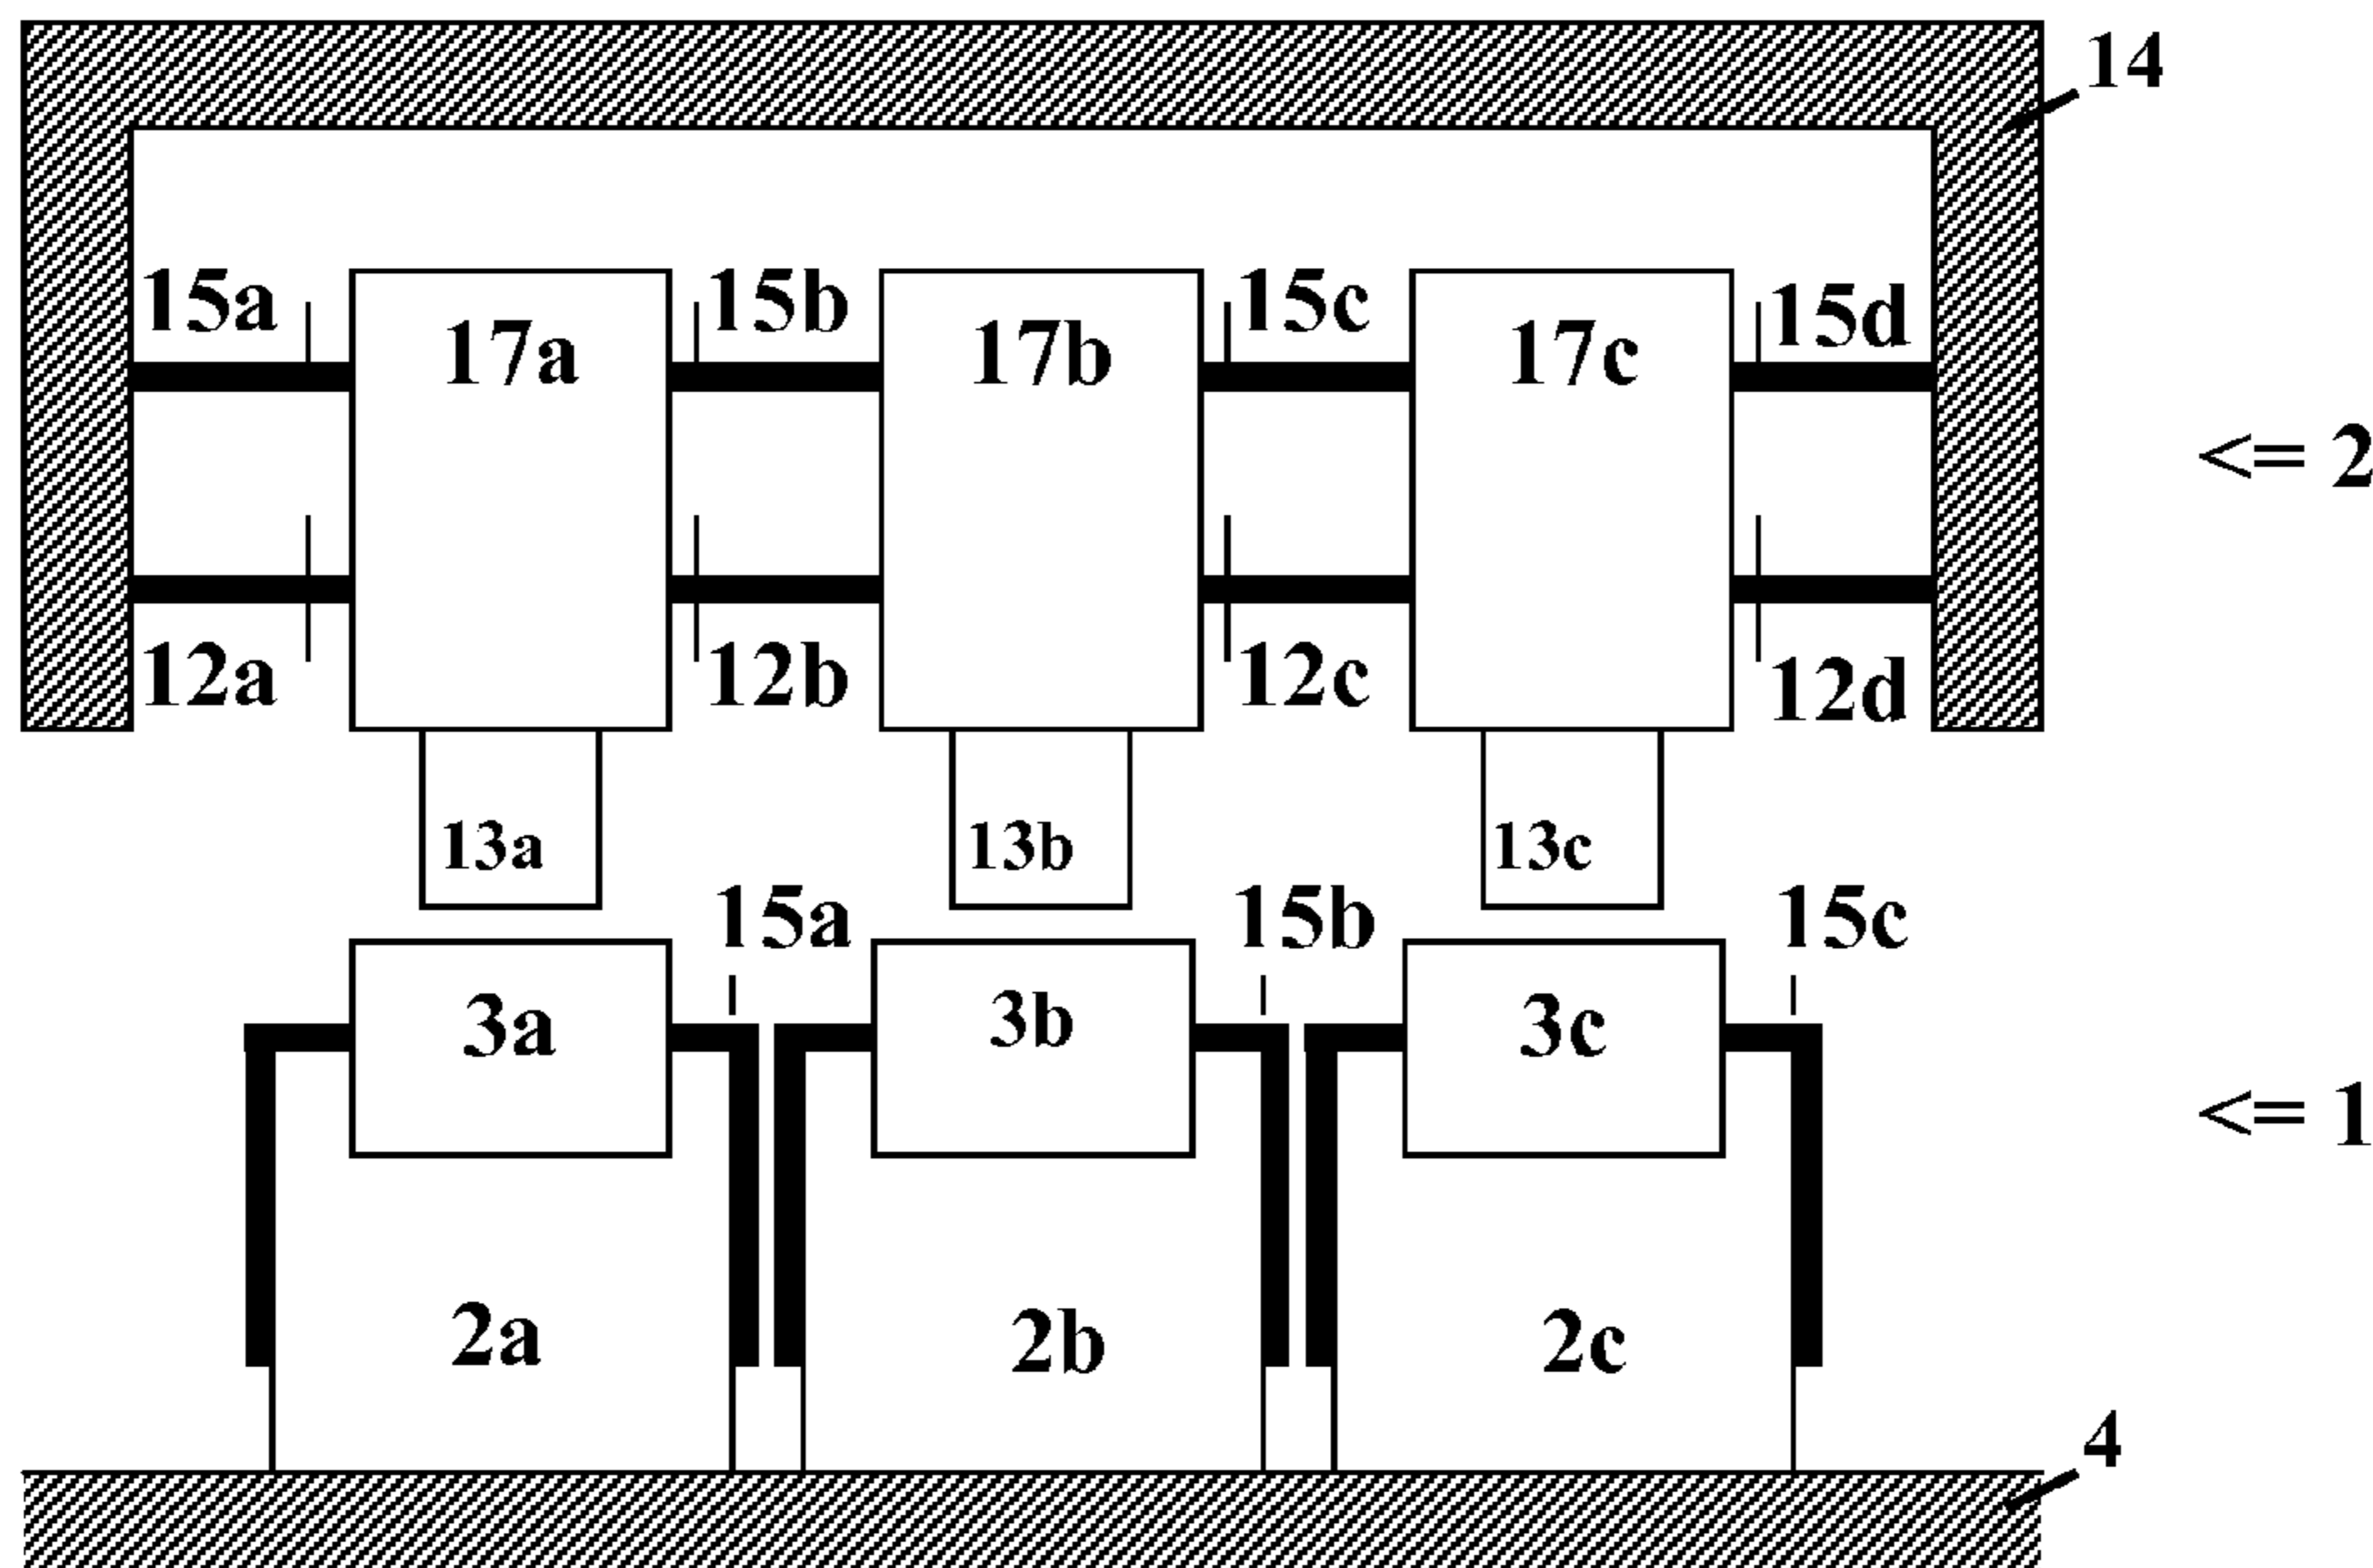 14
15a 15b 15c 15d
17a 17b 17c
<= 2
12a 12b 12c 12d
13a 13b 13c
15a 15b 15c
3a 3b 3c
<= 1
2a 2b 2c
4